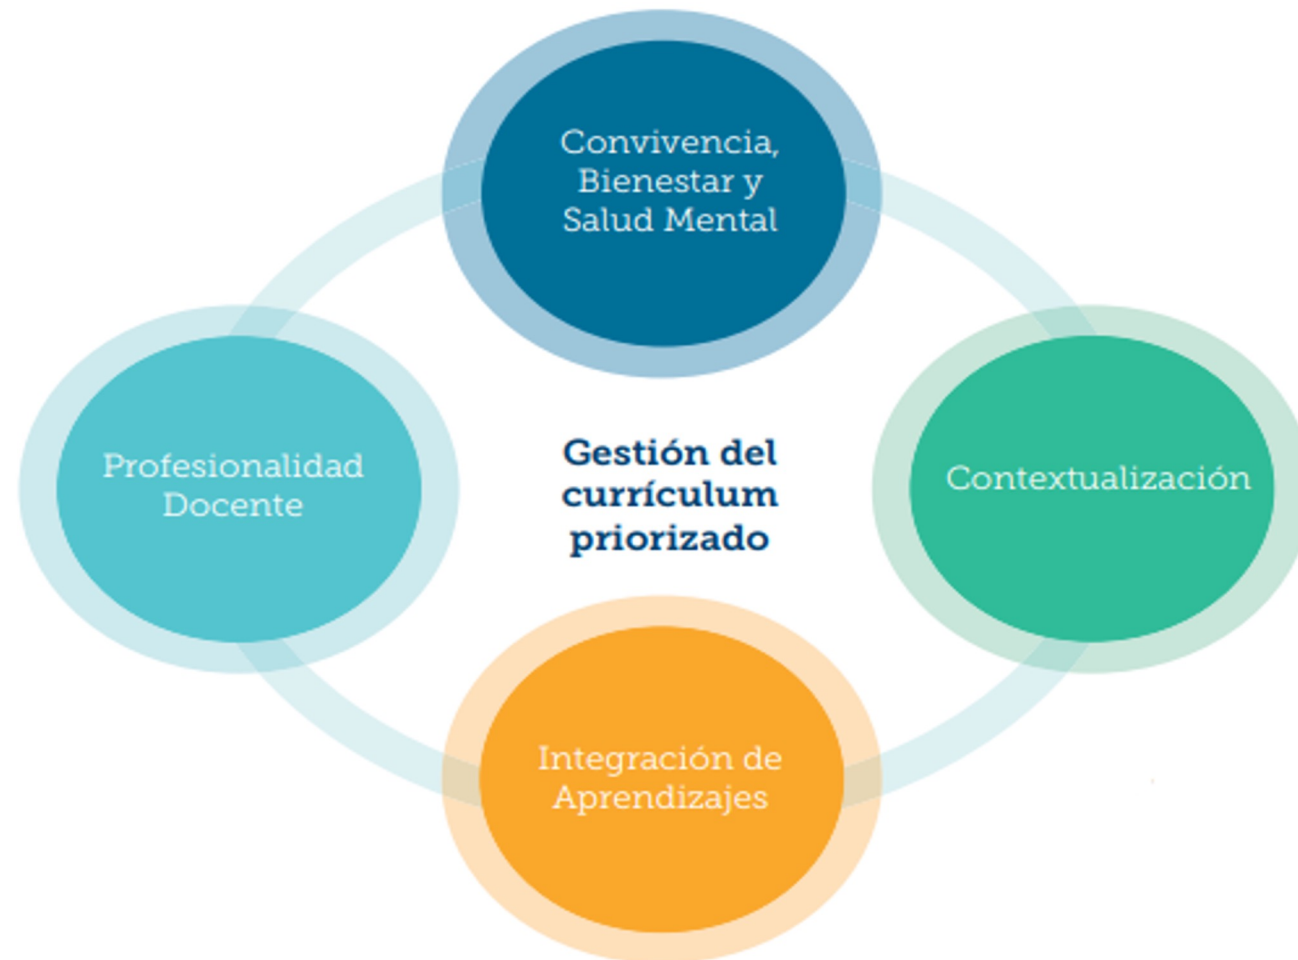 Convivencia,
Bienestar y
Salud Mental
Profesionalidad
Docente
Gestión del
currículum
priorizado
Contextualización
Integración de
Aprendizajes